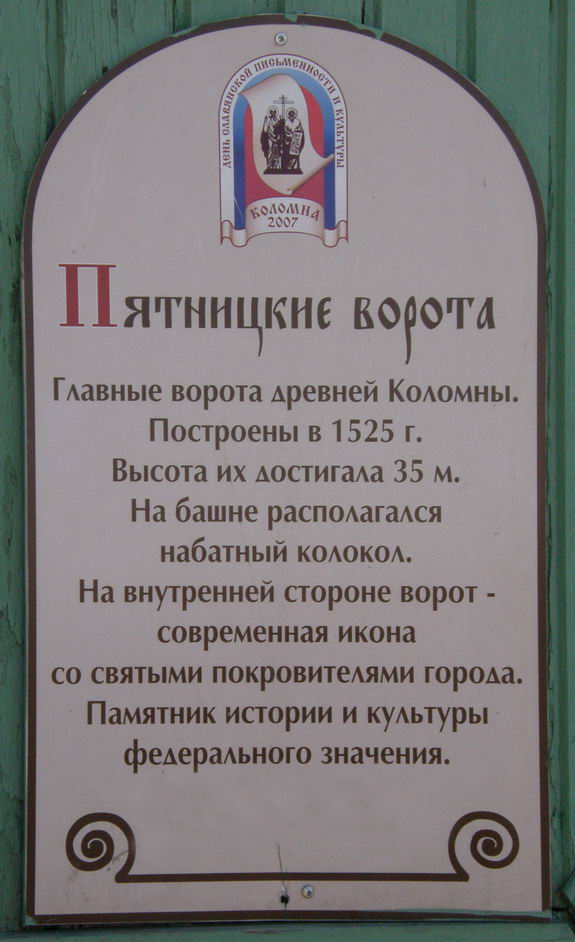 ДЕНЬ СЛАВЯНСКОЙ ПИСЬМЕННОСТИ И КУЛЬТУРЫ
КОЛОМНА
2007
Пятницкие ворота
Главные ворота древней Коломны.
Построены в 1525 г.
Высота их достигала 35 м.
На башне располагался
набатный колокол.
На внутренней стороне ворот -
современная икона
со святыми покровителями города.
Памятник истории и культуры
федерального значения.